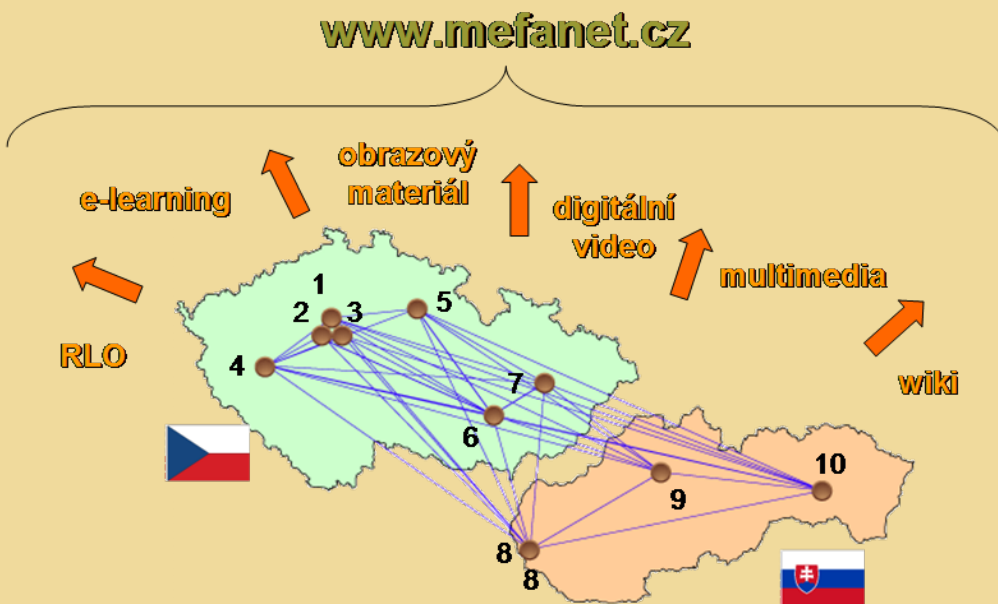 www.mefanet.cz
obrazový
materiál
e-learning
digitální
video
multimedia
RLO
wiki
1
2
3
5
4
7
6
10
9
8
8